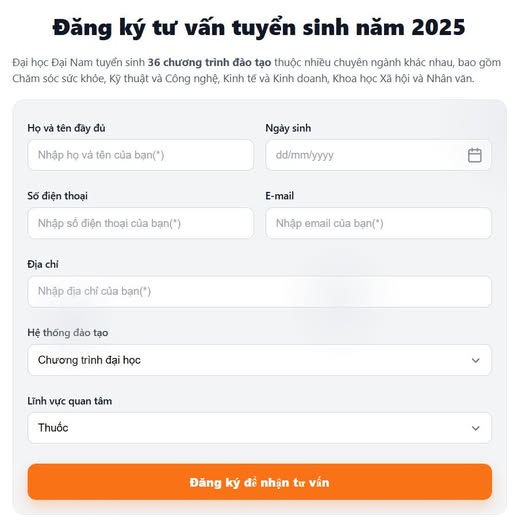 Đăng ký tư vấn tuyển sinh năm 2025
Đại học Đại Nam tuyển sinh 36 chương trình đào tạo thuộc nhiều chuyên ngành khác nhau, bao gồm
Chăm sóc sức khỏe, Kỹ thuật và Công nghệ, Kinh tế và Kinh doanh, Khoa học Xã hội và Nhân văn.
Họ và tên đầy đủ
Ngày sinh
Nhập họ và tên của bạn(*)
dd/mm/yyyy
Số điện thoại
E-mail
Nhập số điện thoại của bạn(*)
Nhập email của bạn(*)
Địa chỉ
Nhập địa chỉ của bạn(*)
Hệ thống đào tạo
Chương trình đại học
Lĩnh vực quan tâm
Thuốc
Đăng ký để nhận tư vấn